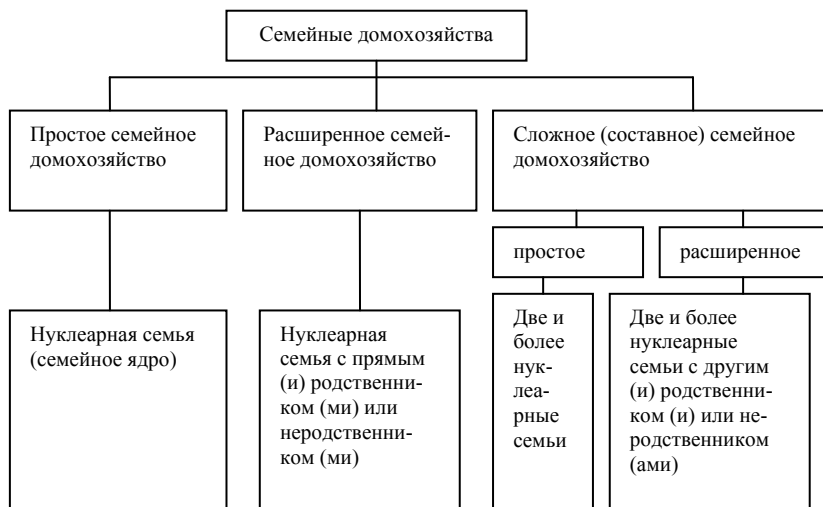 Семейные домохозяйства
Простое семейное
домохозяйство
Расширенное семей-
ное домохозяйство
Сложное (составное) семейное
домохозяйство
простое
расширенное
Нуклеарная семья
(семейное ядро)
Нуклеарная
семья с прямым
(и) родственни-
ком (ми) или
неродственни-
ком (ми)
Две и
более
нук-
леа-
рные
семьи
Две и более
нуклеарные
семьи с другим
(и) родственни-
ком (и) или не-
родственником
(ами)